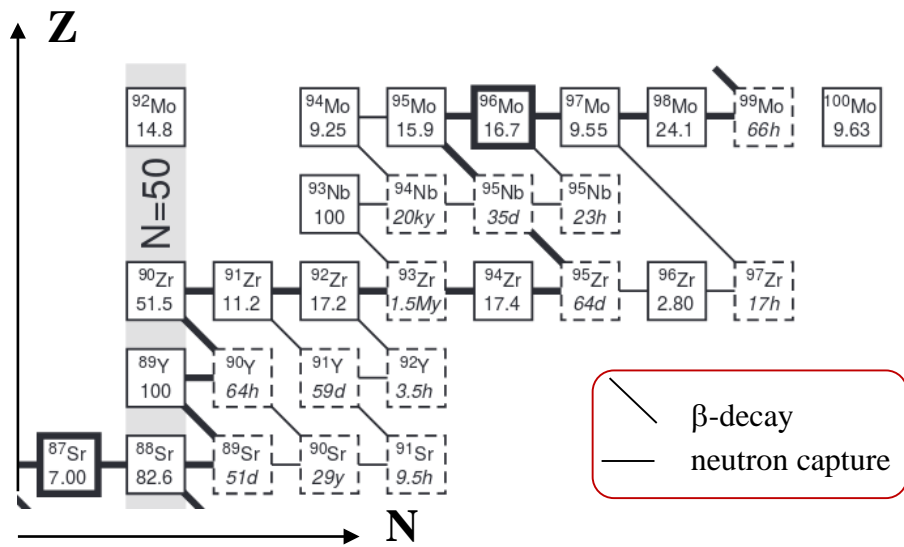 Z
⁹²Mo ⁹⁴Mo ⁹⁵Mo ⁹⁶Mo ⁹⁷Mo ⁹⁸Mo ⁹⁹Mo ¹⁰⁰Mo
14.8 9.25 15.9 16.7 9.55 24.1 66h 9.63
N=50
⁹³Nb ⁹⁴Nb ⁹⁵Nb ⁹⁵Nb
100 20ky 35d 23h
⁹⁰Zr ⁹¹Zr ⁹²Zr ⁹³Zr ⁹⁴Zr ⁹⁵Zr ⁹⁶Zr ⁹⁷Zr
51.5 11.2 17.2 1.5My 17.4 64d 2.80 17h
⁸⁹Y ⁹⁰Y ⁹¹Y ⁹²Y
100 64h 59d 3.5h
β-decay
⁸⁷Sr ⁸⁸Sr ⁸⁹Sr ⁹⁰Sr ⁹¹Sr
7.00 82.6 51d 29y 9.5h
neutron capture
N